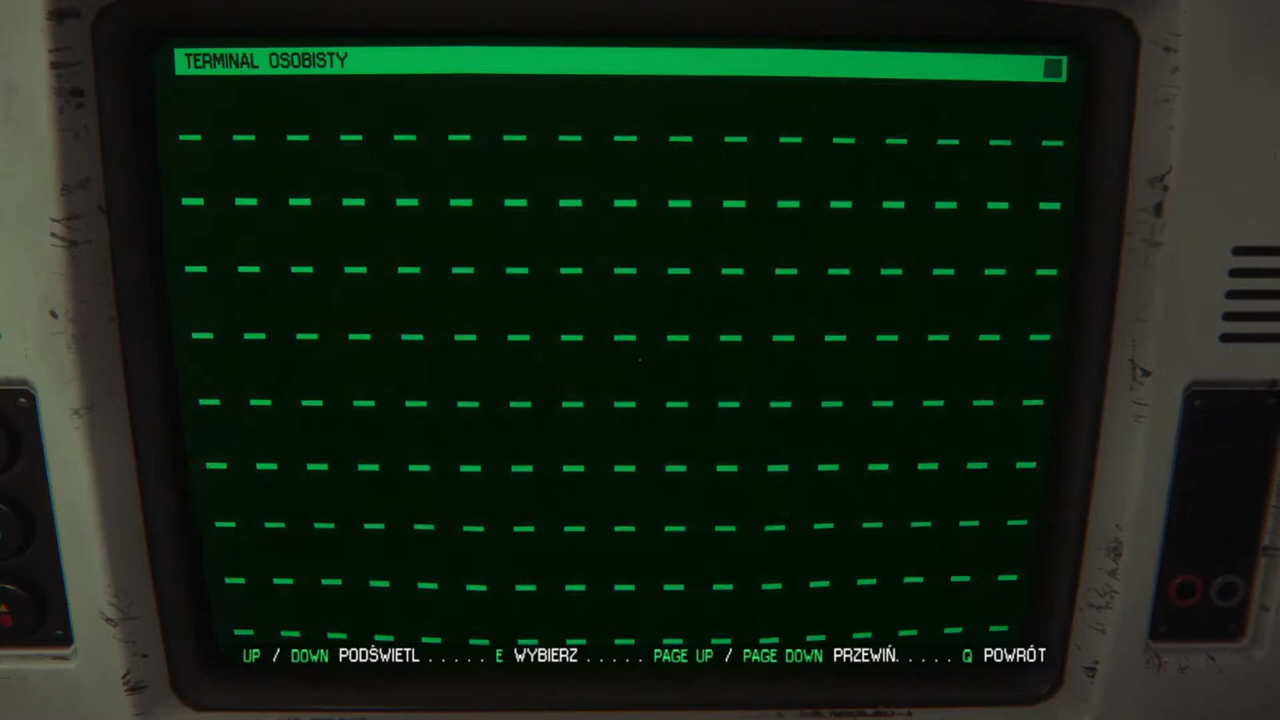 TERMINAL OSOBISTY
UP / DOWN PODŚWIETL ..... E WYBIERZ ...... PAGE UP / PAGE DOWN PRZEWIŃ...... Q POWRÓT